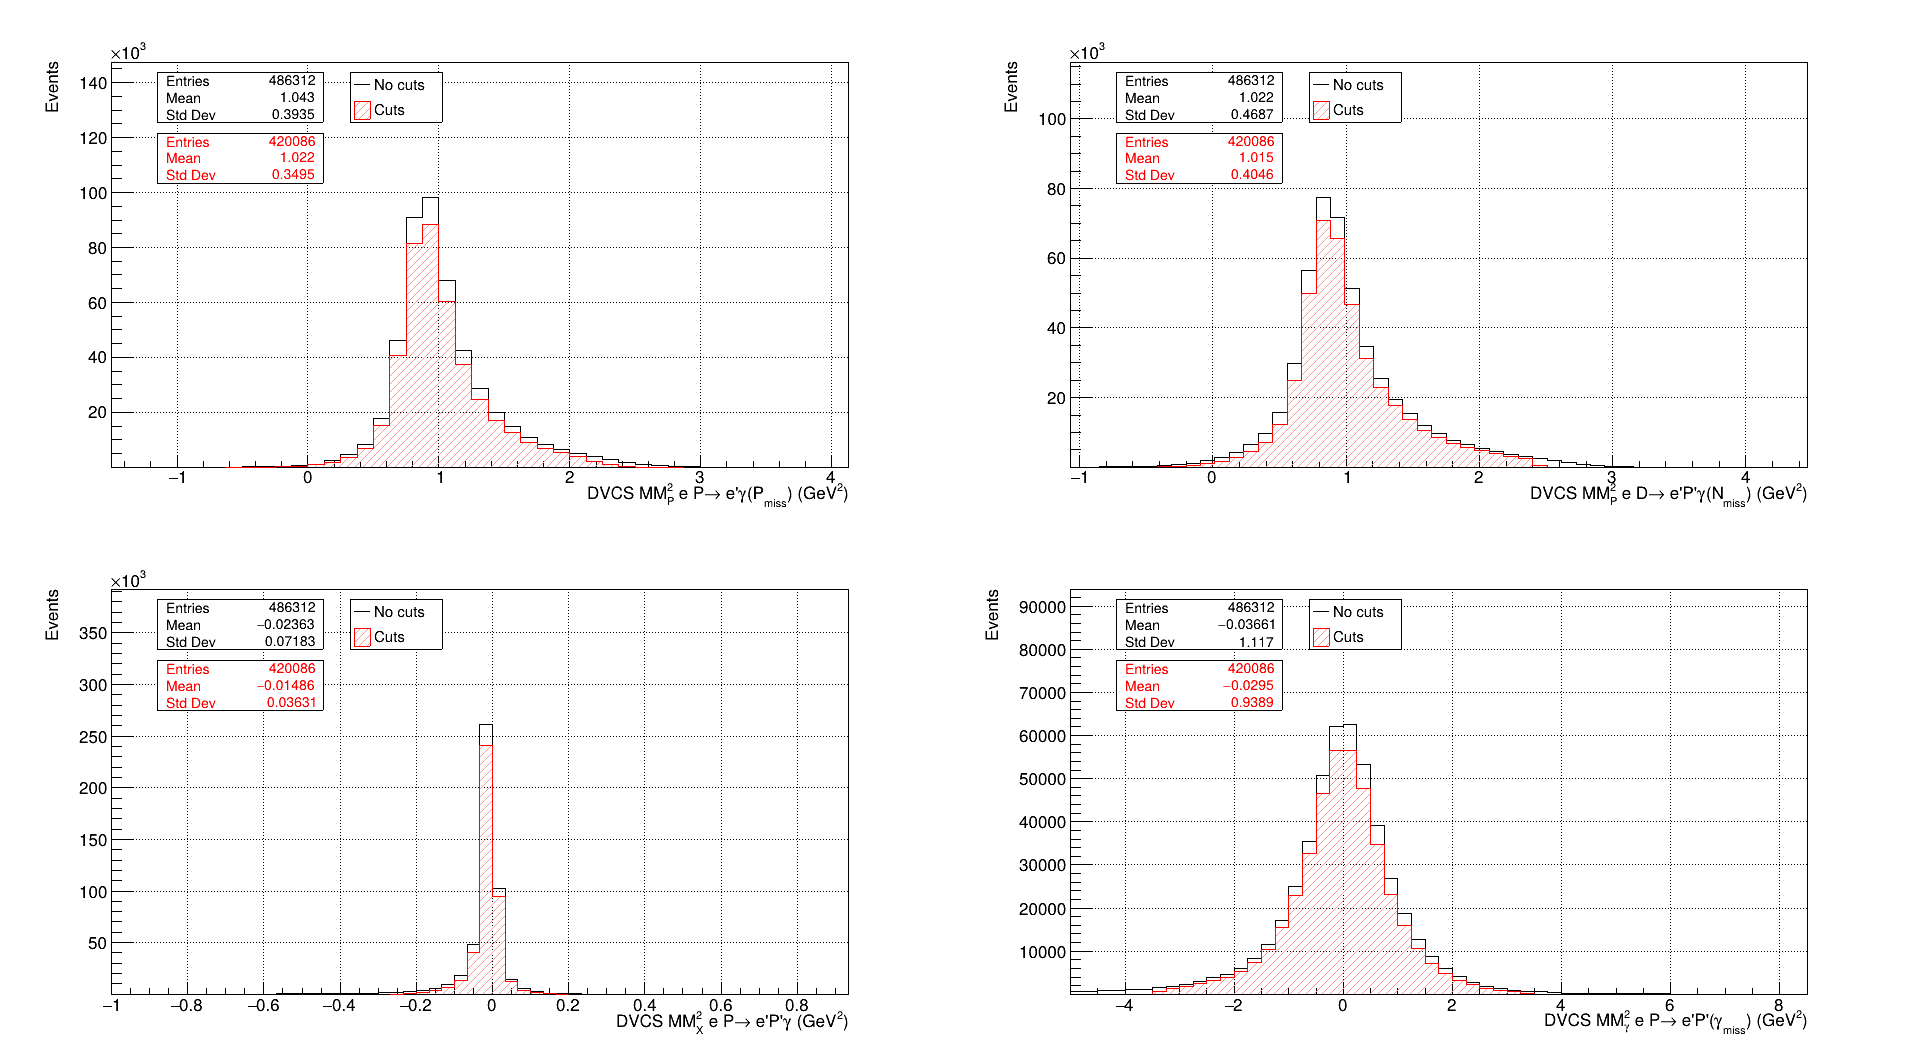 ×10³
Events
140
120
100
80
60
40
20
Entries 486312
Mean 1.043
Std Dev 0.3935
Entries 420086
Mean 1.022
Std Dev 0.3495
No cuts
Cuts
−1 0 1 2 3 4
DVCS MM²_P e P→ e'γ(P_miss) (GeV²)
×10³
Events
100
80
60
40
20
Entries 486312
Mean 1.022
Std Dev 0.4687
Entries 420086
Mean 1.015
Std Dev 0.4046
No cuts
Cuts
−1 0 1 2 3 4
DVCS MM²_P e D→ e'P'γ(N_miss) (GeV²)
×10³
Events
350
300
250
200
150
100
50
Entries 486312
Mean −0.02363
Std Dev 0.07183
Entries 420086
Mean −0.01486
Std Dev 0.03631
No cuts
Cuts
−1 −0.8 −0.6 −0.4 −0.2 0 0.2 0.4 0.6 0.8
DVCS MM²_X e P→ e'P'γ (GeV²)
Events
90000
80000
70000
60000
50000
40000
30000
20000
10000
Entries 486312
Mean −0.03661
Std Dev 1.117
Entries 420086
Mean −0.0295
Std Dev 0.9389
No cuts
Cuts
−4 −2 0 2 4 6 8
DVCS MM²_γ e P→ e'P'(γ_miss) (GeV²)